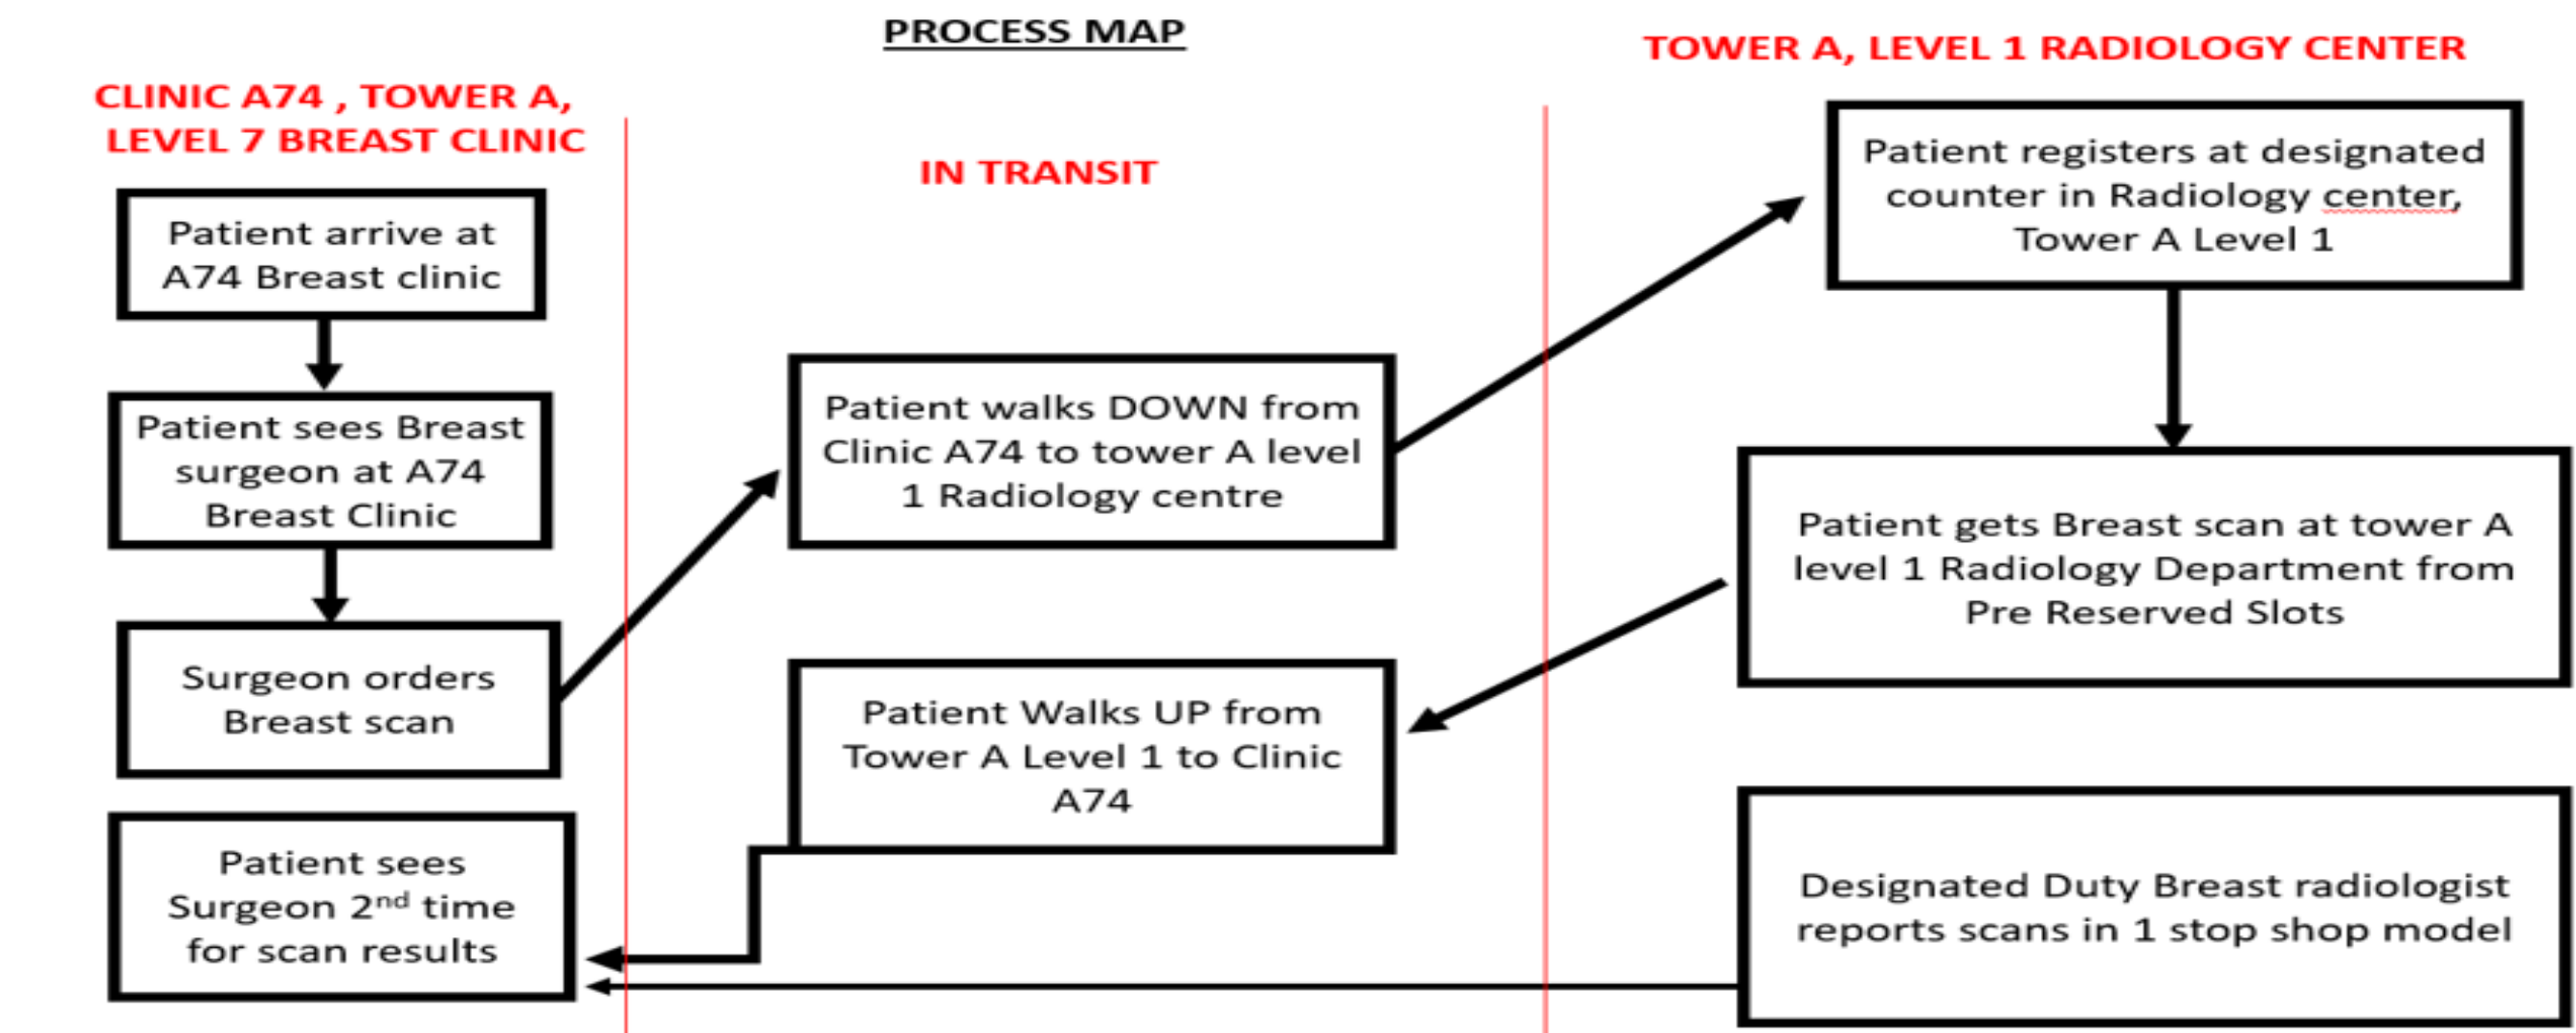 PROCESS MAP
CLINIC A74 , TOWER A,
LEVEL 7 BREAST CLINIC
Patient arrive at
A74 Breast clinic
Patient sees Breast
surgeon at A74
Breast Clinic
Surgeon orders
Breast scan
Patient sees
Surgeon 2nd time
for scan results
IN TRANSIT
Patient walks DOWN from
Clinic A74 to tower A level
1 Radiology centre
Patient Walks UP from
Tower A Level 1 to Clinic
A74
TOWER A, LEVEL 1 RADIOLOGY CENTER
Patient registers at designated
counter in Radiology center,
Tower A Level 1
Patient gets Breast scan at tower A
level 1 Radiology Department from
Pre Reserved Slots
Designated Duty Breast radiologist
reports scans in 1 stop shop model